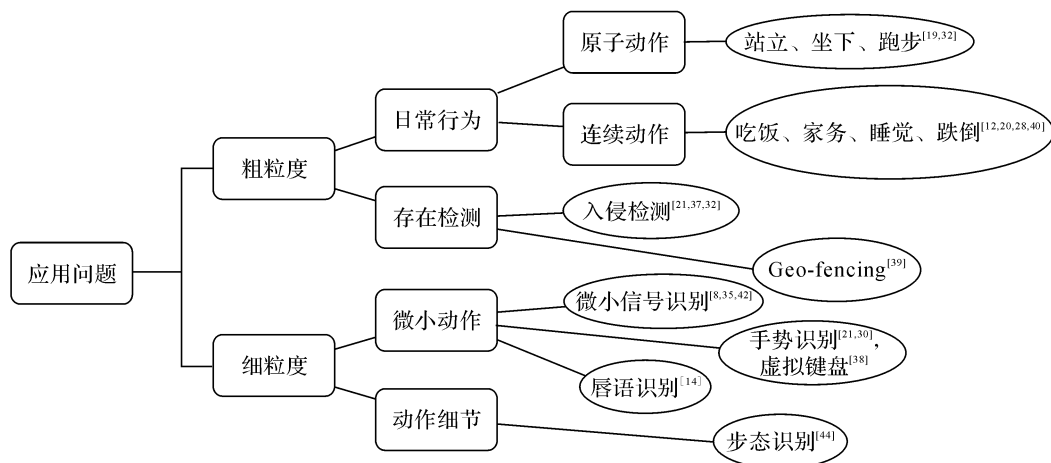 原子动作
站立、坐下、跑步[19,32]
日常行为
连续动作
吃饭、家务、睡觉、跌倒[12,20,28,40]
粗粒度
存在检测
入侵检测[21,37,32]
Geo-fencing[39]
应用问题
微小动作
微小信号识别[8,35,42]
手势识别[21,30],
虚拟键盘[38]
细粒度
唇语识别[14]
动作细节
步态识别[44]